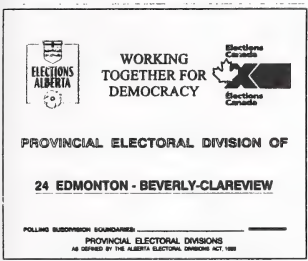 Elections
Canada
ELECTIONS
ALBERTA
WORKING
TOGETHER FOR
DEMOCRACY
Élections
Canada
PROVINCIAL ELECTORAL DIVISION OF
24 EDMONTON - BEVERLY-CLAREVIEW
POLLING SUBDIVISION BOUNDARIES:
PROVINCIAL ELECTORAL DIVISIONS
AS DEFINED BY THE ALBERTA ELECTORAL DIVISIONS ACT,